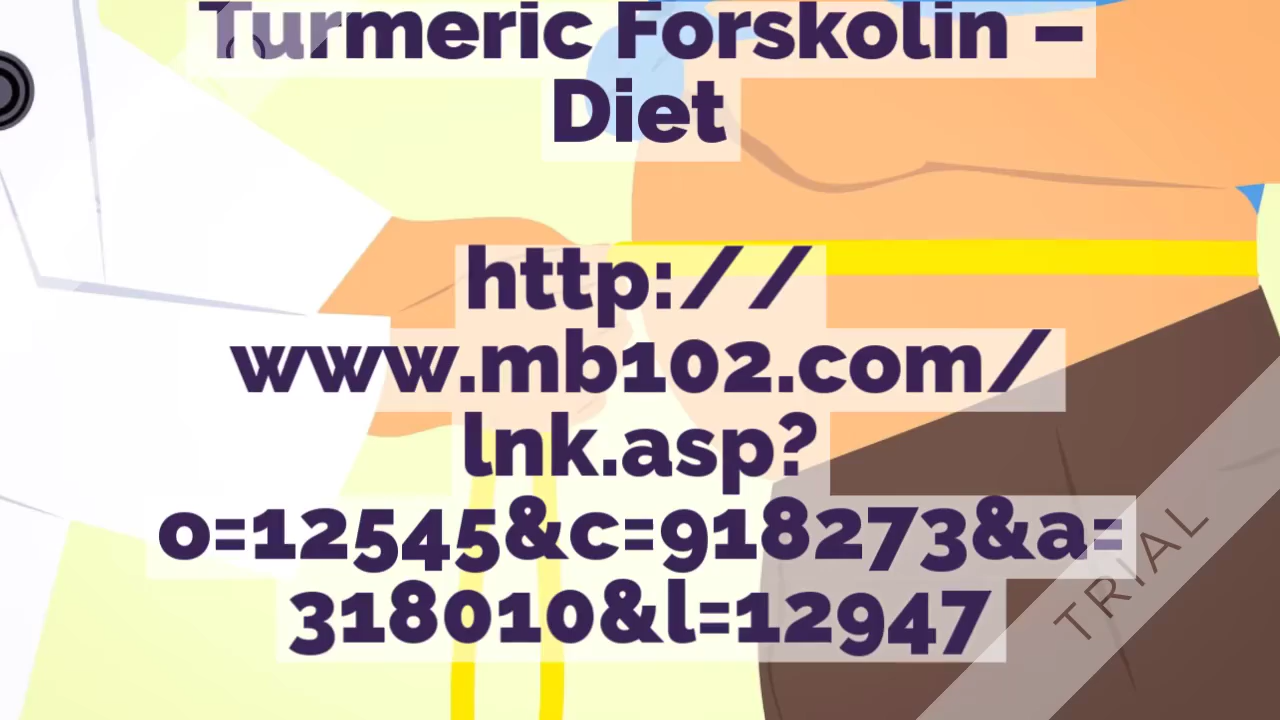 Turmeric Forskolin –
Diet
http://
www.mb102.com/
lnk.asp?
o=12545&c=918273&a=
318010&l=12947
TRIAL